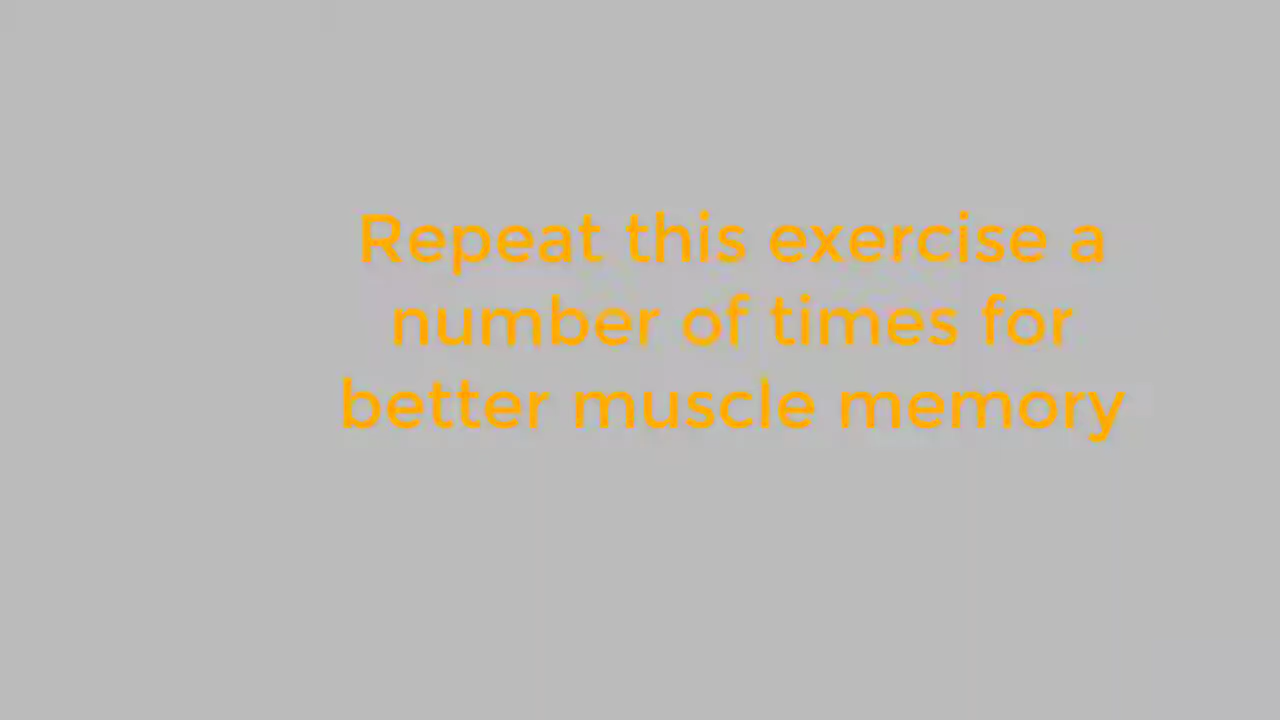 Repeat this exercise a
number of times for
better muscle memory